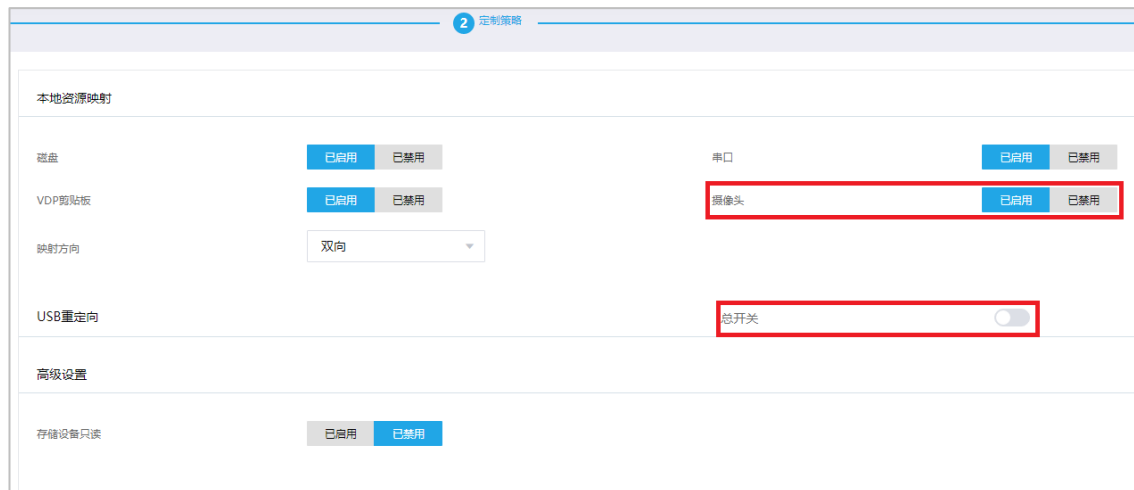 2 定制策略
本地资源映射
磁盘 已启用 已禁用 串口 已启用 已禁用
VDP剪贴板 已启用 已禁用 摄像头 已启用 已禁用
映射方向 双向
USB重定向 总开关
高级设置
存储设备只读 已启用 已禁用